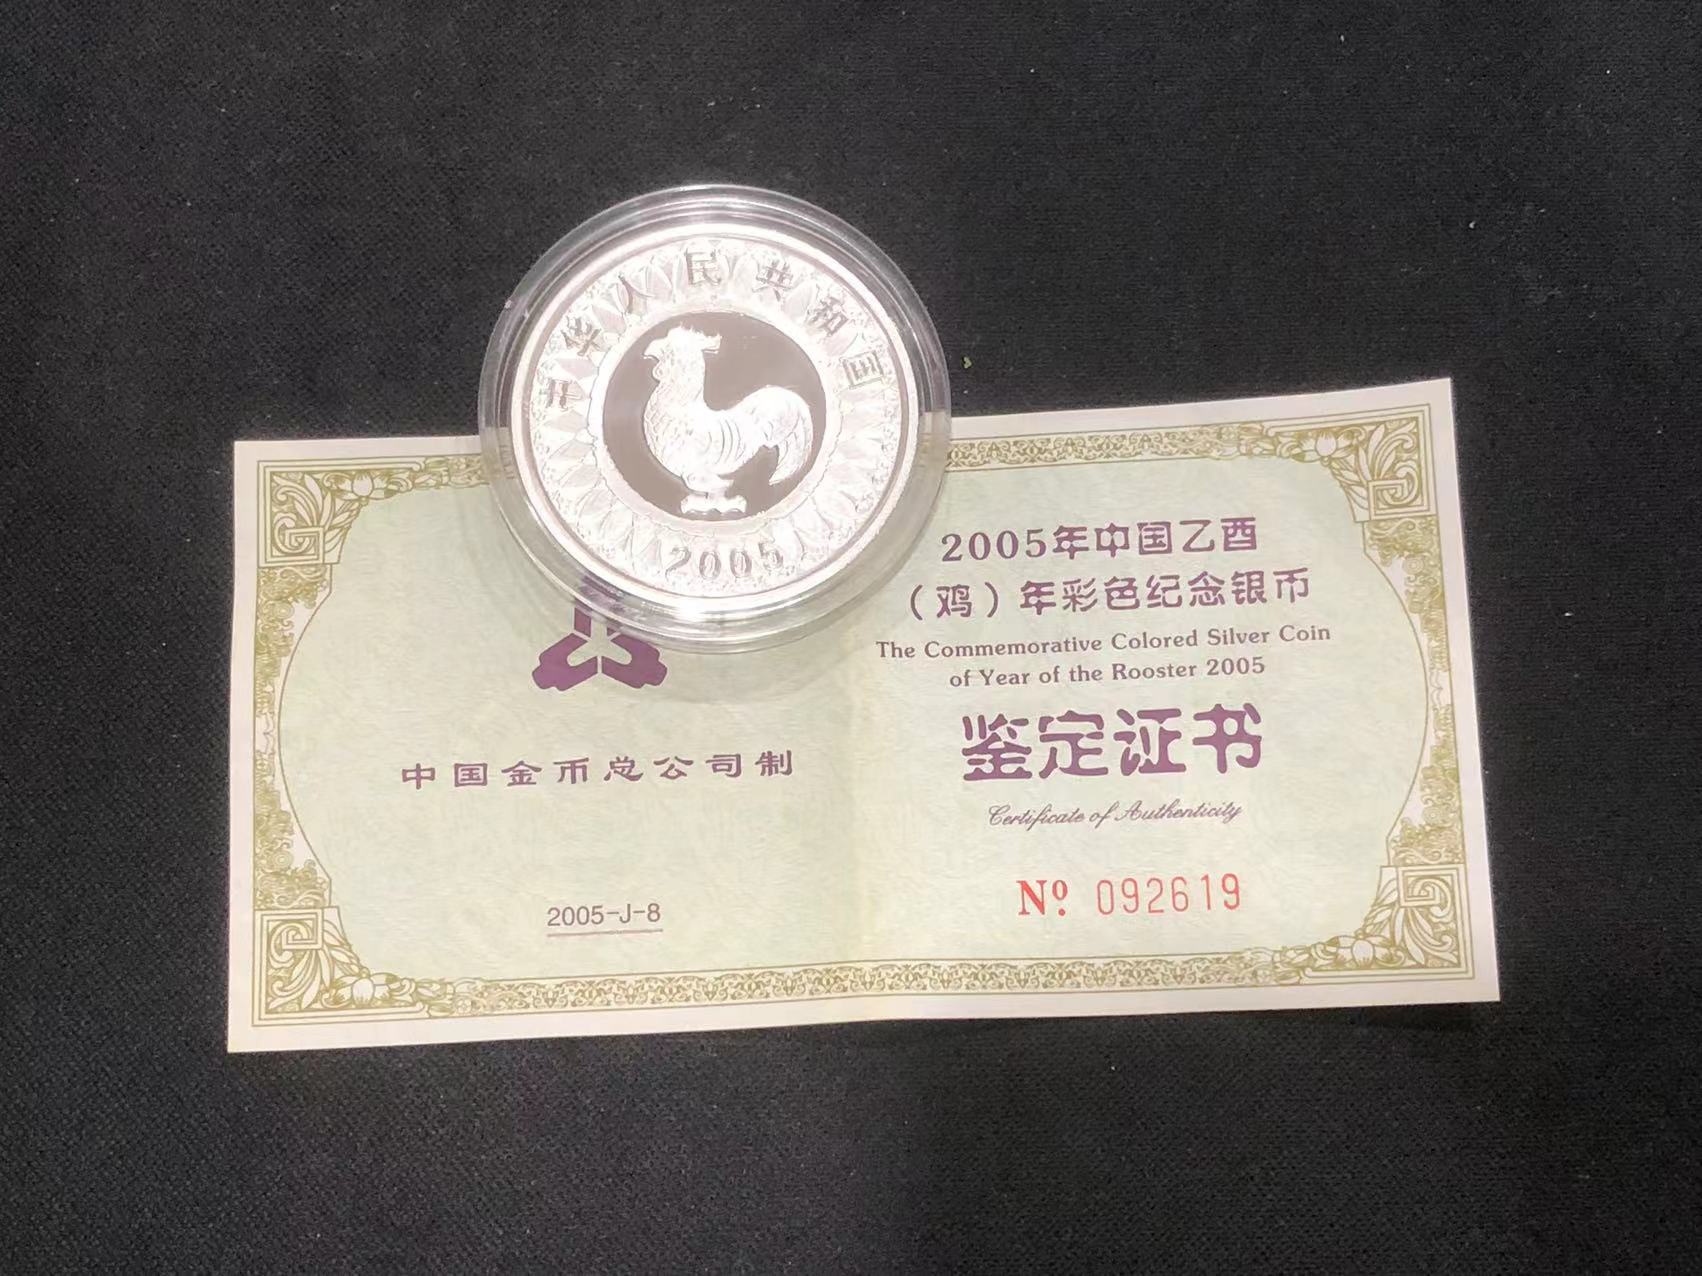 中华人民共和国
2005
2005年中国乙酉
（鸡）年彩色纪念银币
The Commemorative Colored Silver Coin
of Year of the Rooster 2005
鉴定证书
Certificate of Authenticity
Nº 092619
中国金币总公司制
2005-J-8